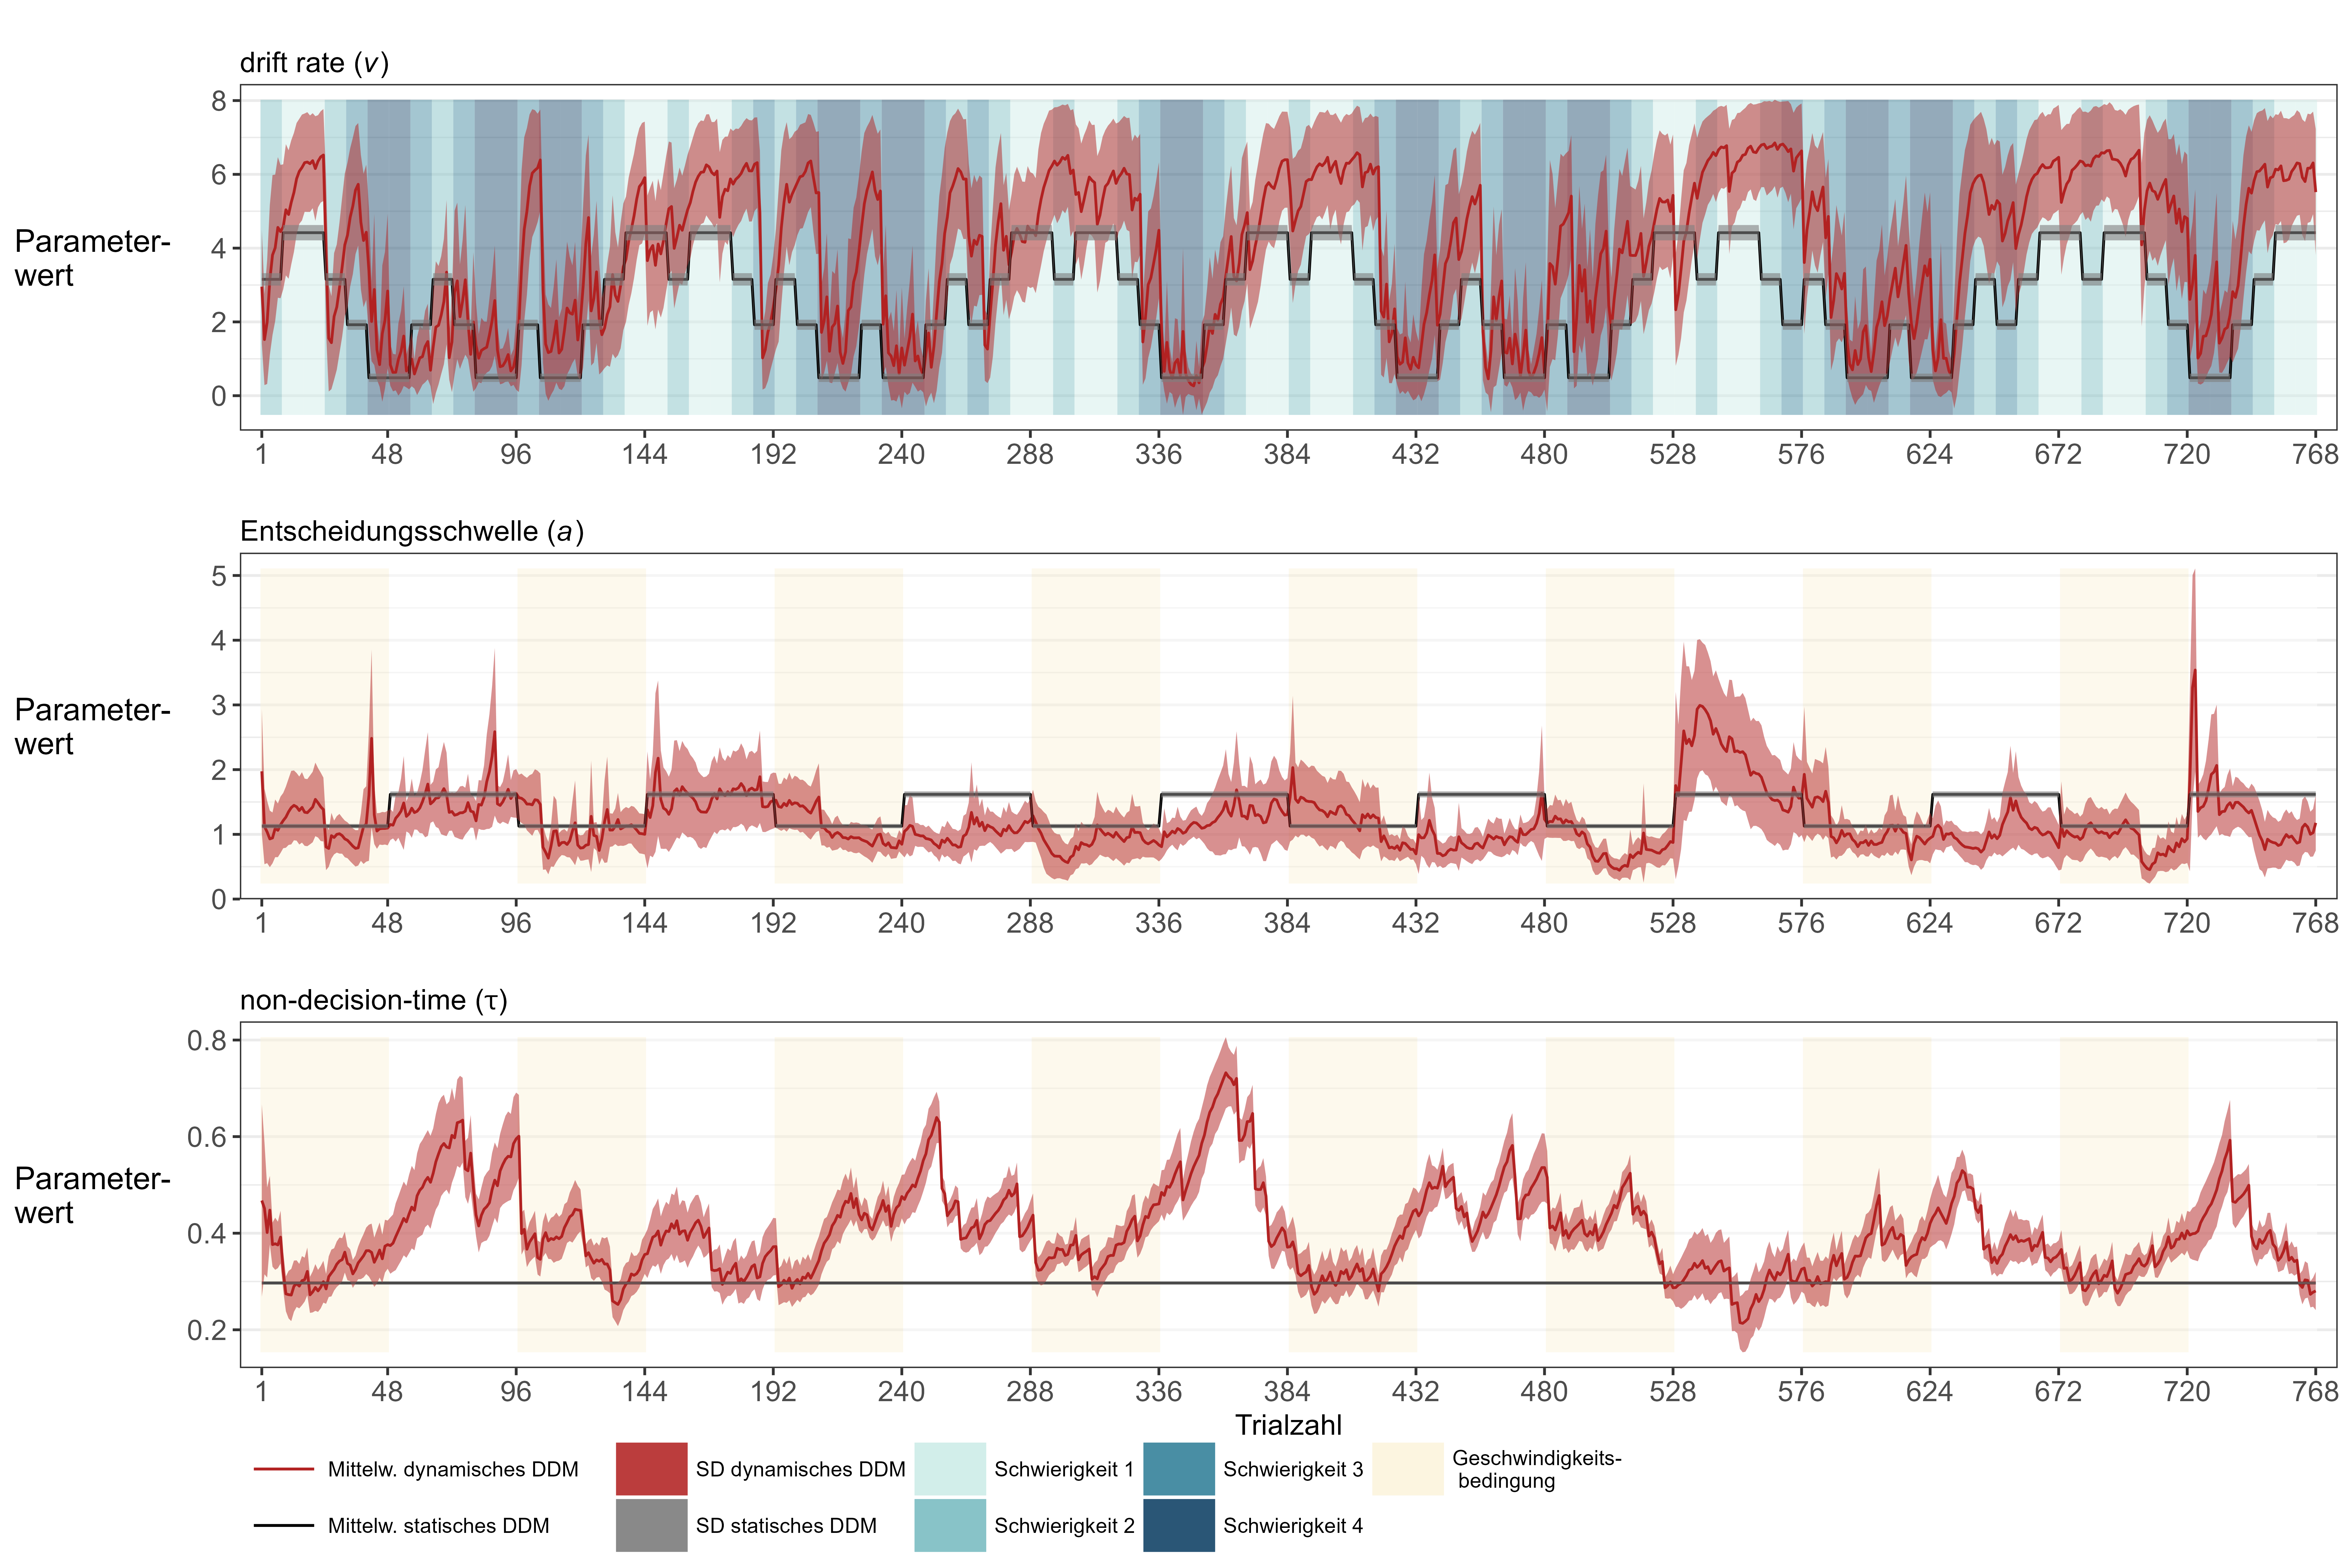 drift rate (v)
Parameter-
wert
8
6
4
2
0
1 48 96 144 192 240 288 336 384 432 480 528 576 624 672 720 768
Entscheidungsschwelle (a)
Parameter-
wert
5
4
3
2
1
0
1 48 96 144 192 240 288 336 384 432 480 528 576 624 672 720 768
non-decision-time (τ)
Parameter-
wert
0.8
0.6
0.4
0.2
1 48 96 144 192 240 288 336 384 432 480 528 576 624 672 720 768
Trialzahl
Mittelw. dynamisches DDM
Mittelw. statisches DDM
SD dynamisches DDM
SD statisches DDM
Schwierigkeit 1
Schwierigkeit 2
Schwierigkeit 3
Schwierigkeit 4
Geschwindigkeits-
bedingung